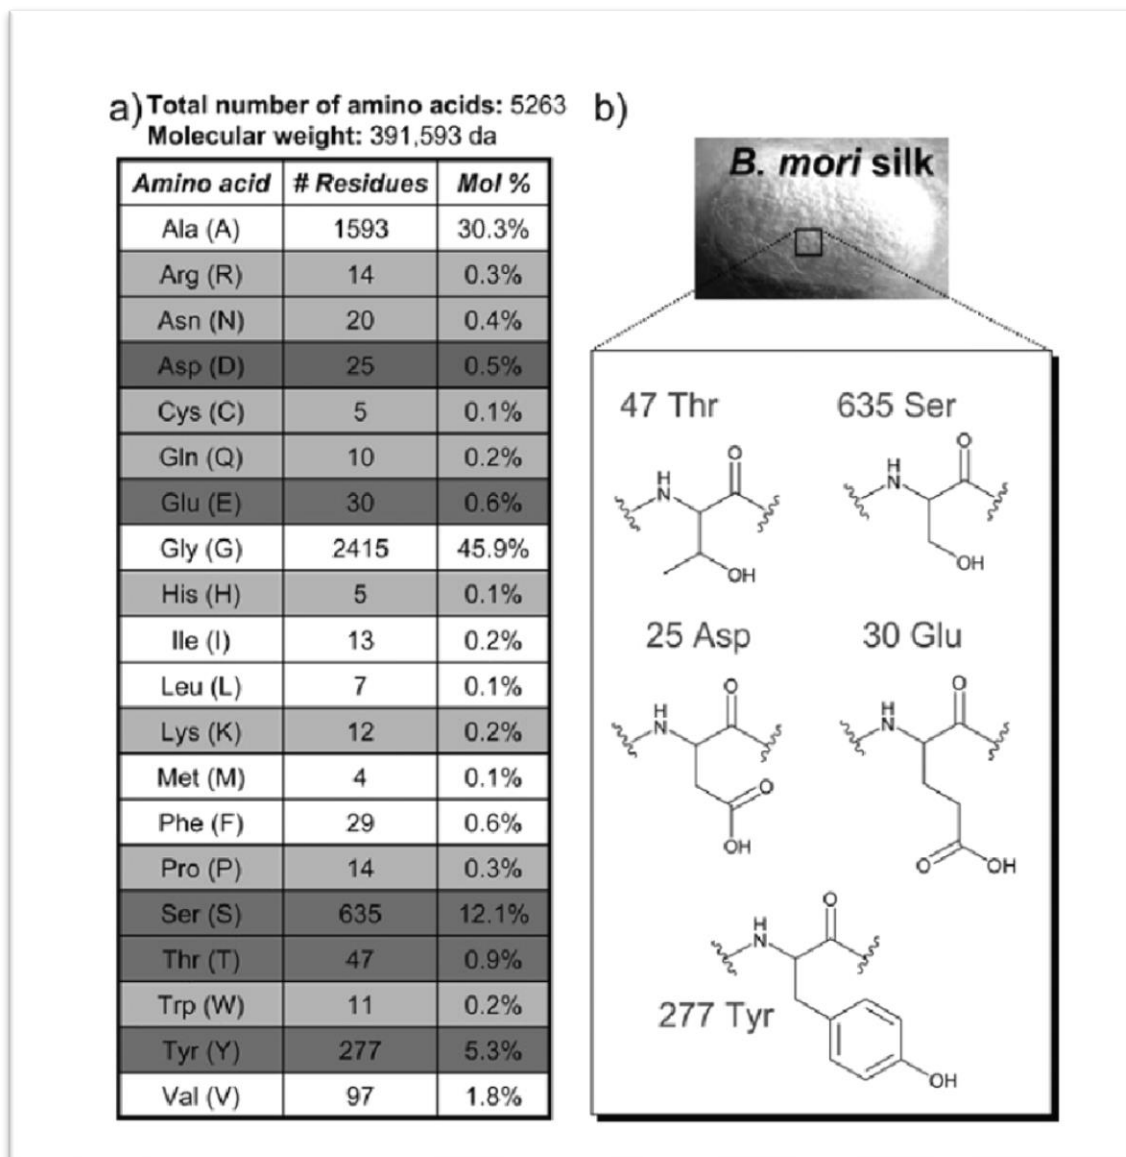 a) Total number of amino acids: 5263
Molecular weight: 391,593 da
Amino acid # Residues Mol %
Ala (A) 1593 30.3%
Arg (R) 14 0.3%
Asn (N) 20 0.4%
Asp (D) 25 0.5%
Cys (C) 5 0.1%
Gln (Q) 10 0.2%
Glu (E) 30 0.6%
Gly (G) 2415 45.9%
His (H) 5 0.1%
Ile (I) 13 0.2%
Leu (L) 7 0.1%
Lys (K) 12 0.2%
Met (M) 4 0.1%
Phe (F) 29 0.6%
Pro (P) 14 0.3%
Ser (S) 635 12.1%
Thr (T) 47 0.9%
Trp (W) 11 0.2%
Tyr (Y) 277 5.3%
Val (V) 97 1.8%
b)
B. mori silk
47 Thr
H
N
O
OH
635 Ser
H
N
O
OH
25 Asp
H
N
O
O
OH
30 Glu
H
N
O
O
OH
277 Tyr
H
N
O
OH